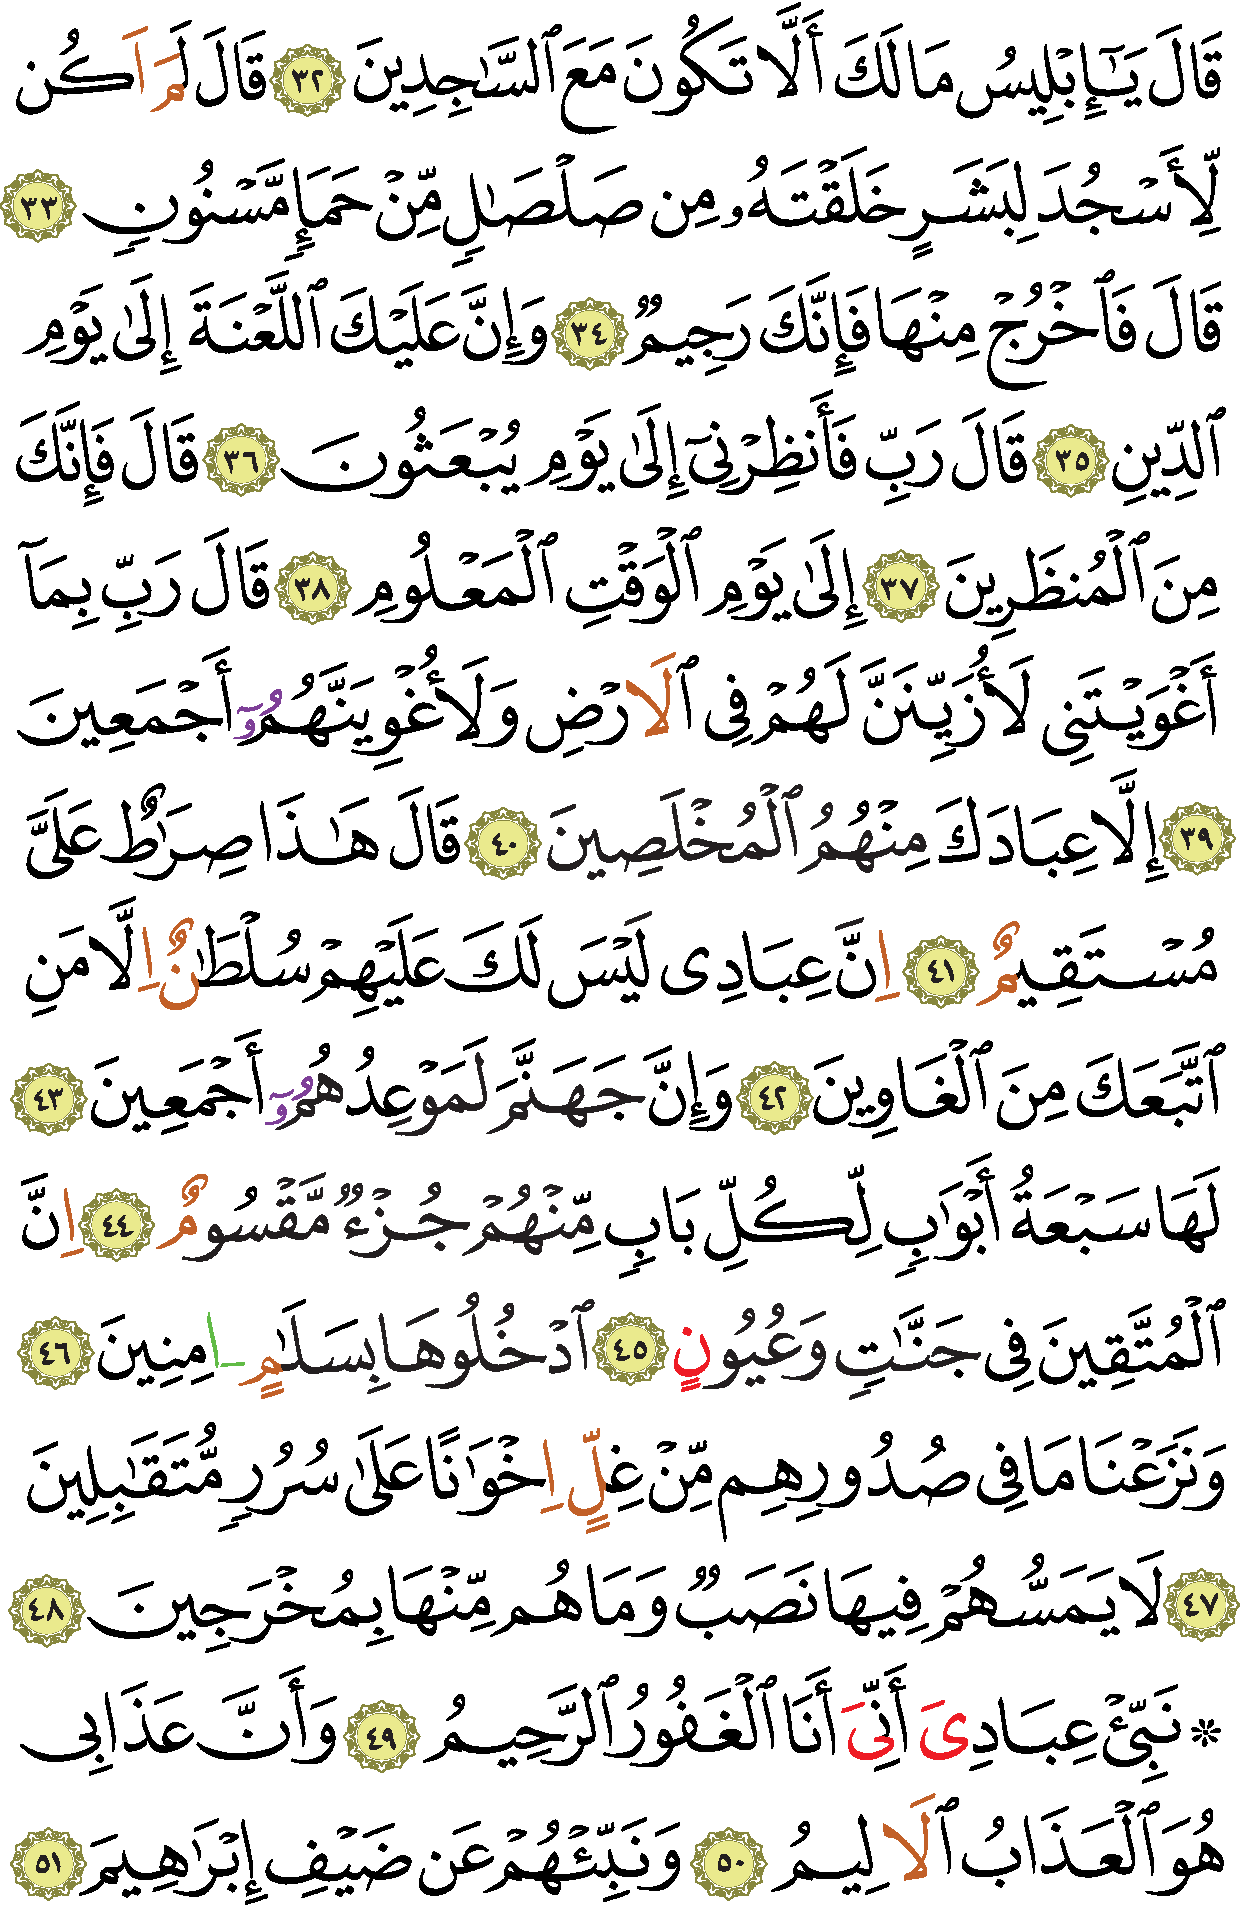 قَالَ يَـٰٓإِبۡلِيسُ مَا لَكَ أَلَّا تَكُونَ مَعَ ٱلسَّـٰجِدِينَ ٣٢ قَالَ لَمَ اَكُن
لِّأَسۡجُدَ لِبَشَرٍ خَلَقۡتَهُۥ مِن صَلۡصَـٰلٍ مِّنۡ حَمَإٍ مَّسۡنُونٍ ٣٣
قَالَ فَٱخۡرُجۡ مِنۡهَا فَإِنَّكَ رَجِيمٌ ٣٤ وَإِنَّ عَلَيۡكَ ٱللَّعۡنَةَ إِلَىٰ يَوۡمِ
ٱلدِّينِ ٣٥ قَالَ رَبِّ فَأَنظِرۡنِيٓ إِلَىٰ يَوۡمِ يُبۡعَثُونَ ٣٦ قَالَ فَإِنَّكَ
مِنَ ٱلۡمُنظَرِينَ ٣٧ إِلَىٰ يَوۡمِ ٱلۡوَقۡتِ ٱلۡمَعۡلُومِ ٣٨ قَالَ رَبِّ بِمَآ
أَغۡوَيۡتَنِي لَأُزَيِّنَنَّ لَهُمۡ فِي ٱلَارۡضِ وَلَأُغۡوِيَنَّهُمُۥٓ أَجۡمَعِينَ
٣٩ إِلَّا عِبَادَكَ مِنۡهُمُ ٱلۡمُخۡلَصِينَ ٤٠ قَالَ هَـٰذَا صِرَٰطٌ عَلَىَّ
مُسۡتَقِيمٌ ٤١ اِنَّ عِبَادِي لَيۡسَ لَكَ عَلَيۡهِمۡ سُلۡطَـٰنٌ اِلَّا مَنِ
ٱتَّبَعَكَ مِنَ ٱلۡغَاوِينَ ٤٢ وَإِنَّ جَهَنَّمَ لَمَوۡعِدُهُمُۥٓ أَجۡمَعِينَ ٤٣
لَهَا سَبۡعَةُ أَبۡوَٰبٍ لِّكُلِّ بَابٍ مِّنۡهُمۡ جُزۡءٌ مَّقۡسُومٌ ٤٤ اِنَّ
ٱلۡمُتَّقِينَ فِي جَنَّـٰتٍ وَعُيُونٍ ٤٥ ٱدۡخُلُوهَا بِسَلَـٰمٍ اـمِنِينَ ٤٦
وَنَزَعۡنَا مَا فِي صُدُورِهِم مِّنۡ غِلٍّ اِخۡوَٰنًا عَلَىٰ سُرُرٍ مُّتَقَـٰبِلِينَ
٤٧ لَا يَمَسُّهُمۡ فِيهَا نَصَبٌ وَمَا هُم مِّنۡهَا بِمُخۡرَجِينَ ٤٨
۞ نَبِّئۡ عِبَادِىَ أَنِّىَ أَنَا ٱلۡغَفُورُ ٱلرَّحِيمُ ٤٩ وَأَنَّ عَذَابِي
هُوَ ٱلۡعَذَابُ ٱلَالِيمُ ٥٠ وَنَبِّئۡهُمۡ عَن ضَيۡفِ إِبۡرَٰهِيمَ ٥١